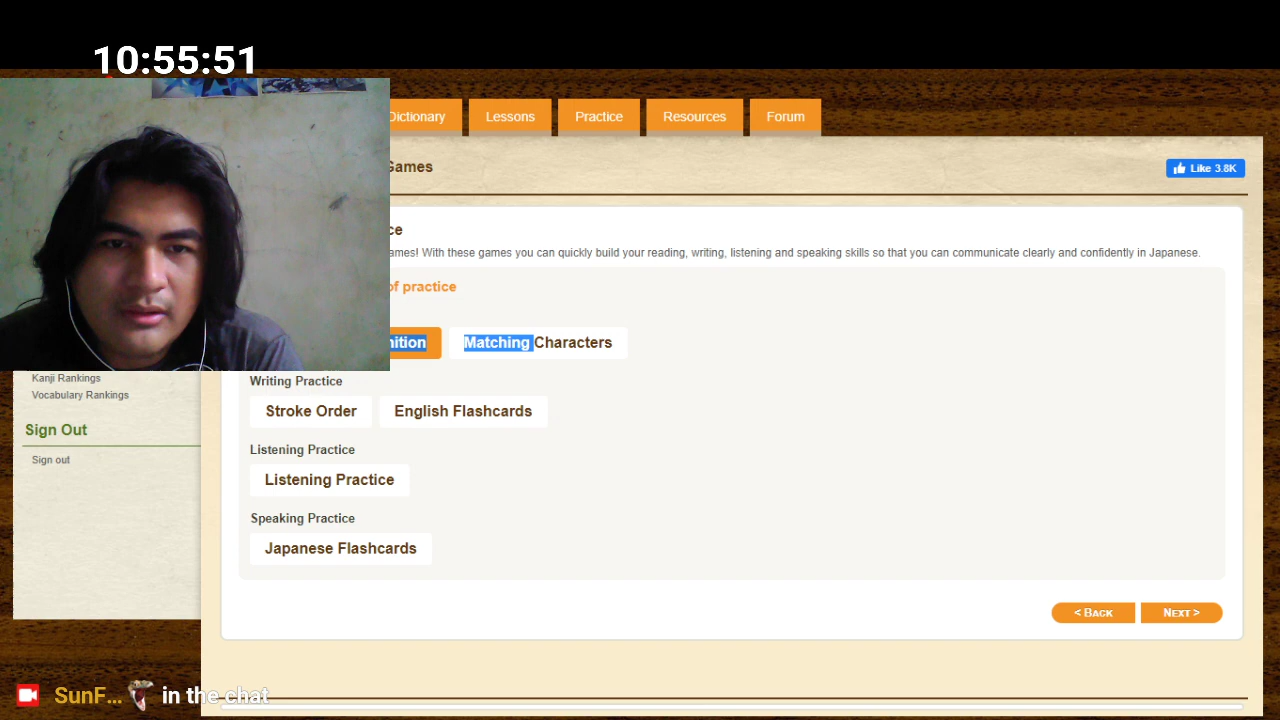 10:55:51
Dictionary
Lessons
Practice
Resources
Forum
Games
Like 3.8K
games! With these games you can quickly build your reading, writing, listening and speaking skills so that you can communicate clearly and confidently in Japanese.
of practice
Matching Characters
Kanji Rankings
Vocabulary Rankings
Writing Practice
Stroke Order
English Flashcards
Sign Out
Sign out
Listening Practice
Listening Practice
Speaking Practice
Japanese Flashcards
< BACK
NEXT >
SunF... in the chat